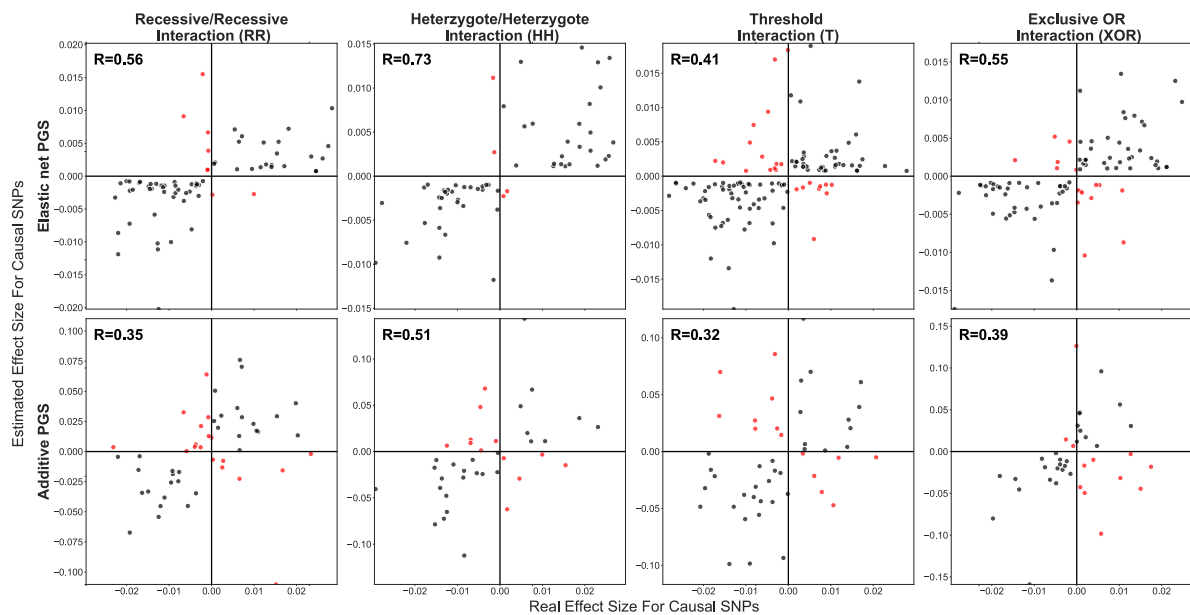 Recessive/Recessive
Interaction (RR)
Heterzygote/Heterzygote
Interaction (HH)
Threshold
Interaction (T)
Exclusive OR
Interaction (XOR)
Estimated Effect Size For Causal SNPs
Elastic net PGS
0.020
0.015
0.010
0.005
0.000
−0.005
−0.010
−0.015
−0.020
R=0.56
0.015
0.010
0.005
0.000
−0.005
−0.010
−0.015
R=0.73
0.015
0.010
0.005
0.000
−0.005
−0.010
−0.015
R=0.41
0.015
0.010
0.005
0.000
−0.005
−0.010
−0.015
R=0.55
Additive PGS
0.100
0.075
0.050
0.025
0.000
−0.025
−0.050
−0.075
−0.100
R=0.35
0.10
0.05
0.00
−0.05
−0.10
R=0.51
0.10
0.05
0.00
−0.05
−0.10
R=0.32
0.15
0.10
0.05
0.00
−0.05
−0.10
−0.15
R=0.39
−0.02 −0.01 0.00 0.01 0.02
−0.02 −0.01 0.00 0.01 0.02
−0.02 −0.01 0.00 0.01 0.02
−0.02 −0.01 0.00 0.01 0.02
Real Effect Size For Causal SNPs